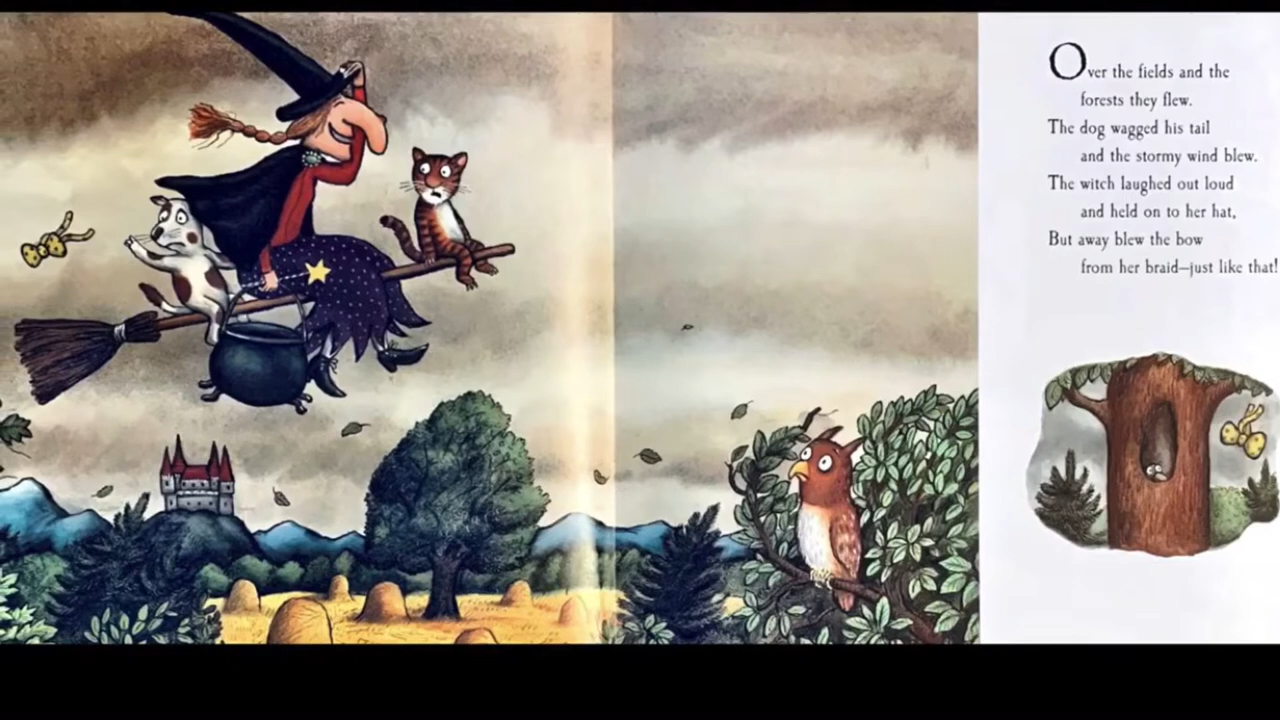 Over the fields and the
forests they flew.
The dog wagged his tail
and the stormy wind blew.
The witch laughed out loud
and held on to her hat,
But away blew the bow
from her braid—just like that!